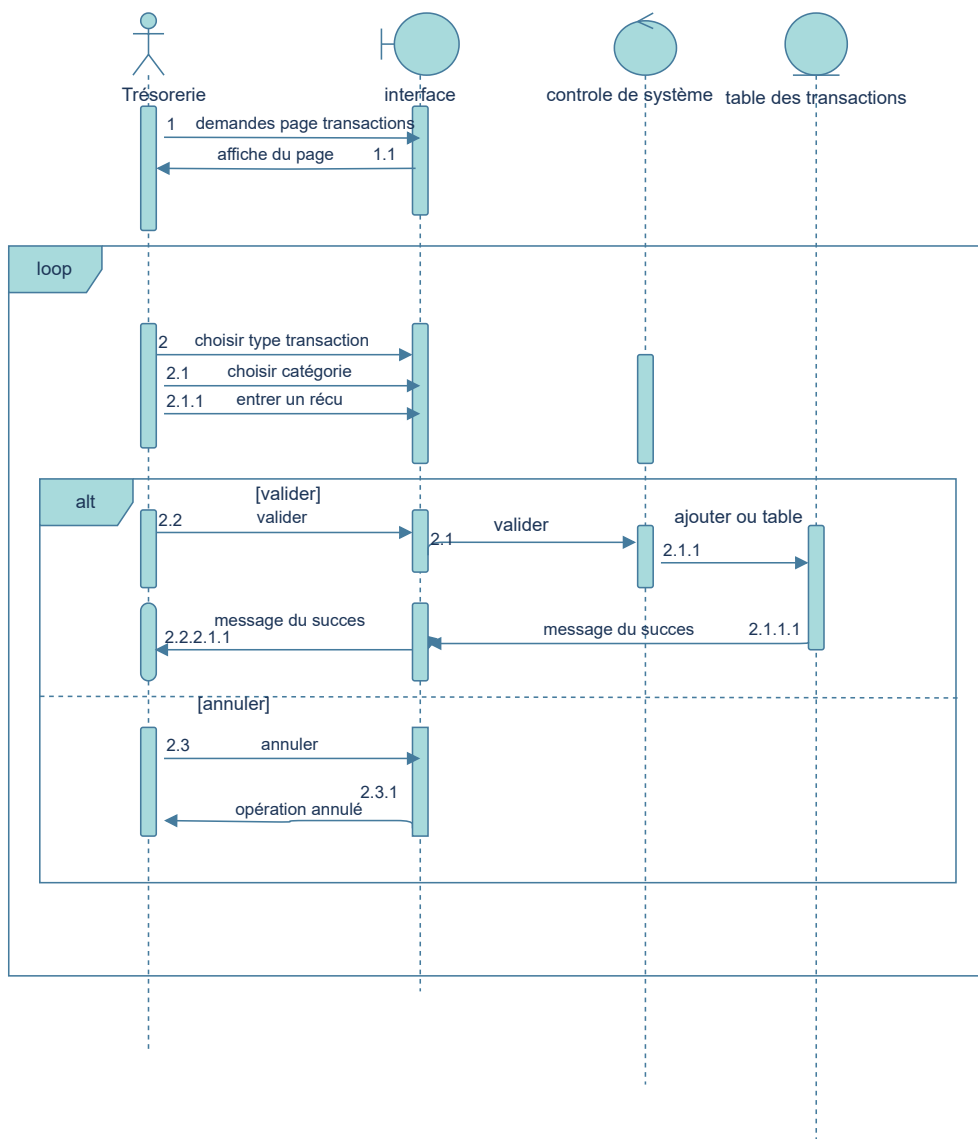 Trésorerie
interface
controle de système
table des transactions
1 demandes page transactions
affiche du page 1.1
loop
2 choisir type transaction
2.1 choisir catégorie
2.1.1 entrer un récu
alt
[valider]
2.2 valider
2.1 valider
ajouter ou table
2.1.1
message du succes
2.2.2.1.1
message du succes 2.1.1.1
[annuler]
2.3 annuler
2.3.1
opération annulé